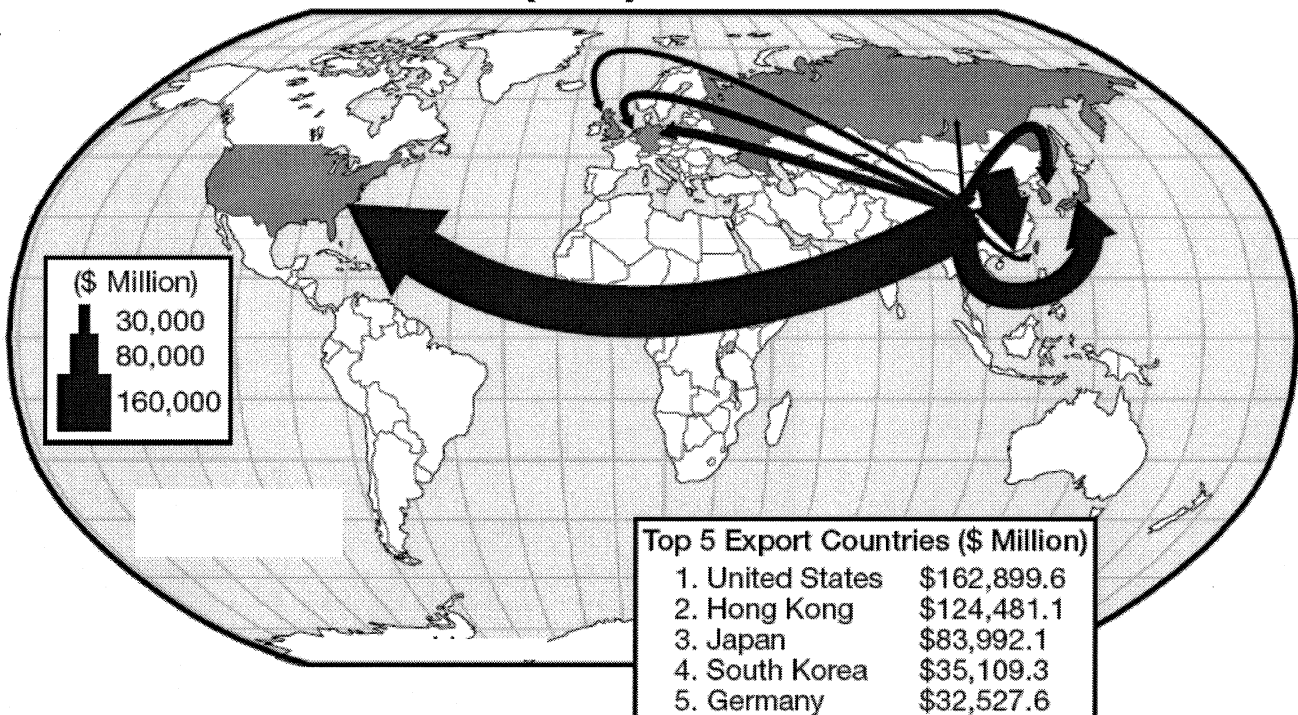 ($ Million)
30,000
80,000
160,000
Top 5 Export Countries ($ Million)
1. United States $162,899.6
2. Hong Kong $124,481.1
3. Japan $83,992.1
4. South Korea $35,109.3
5. Germany $32,527.6